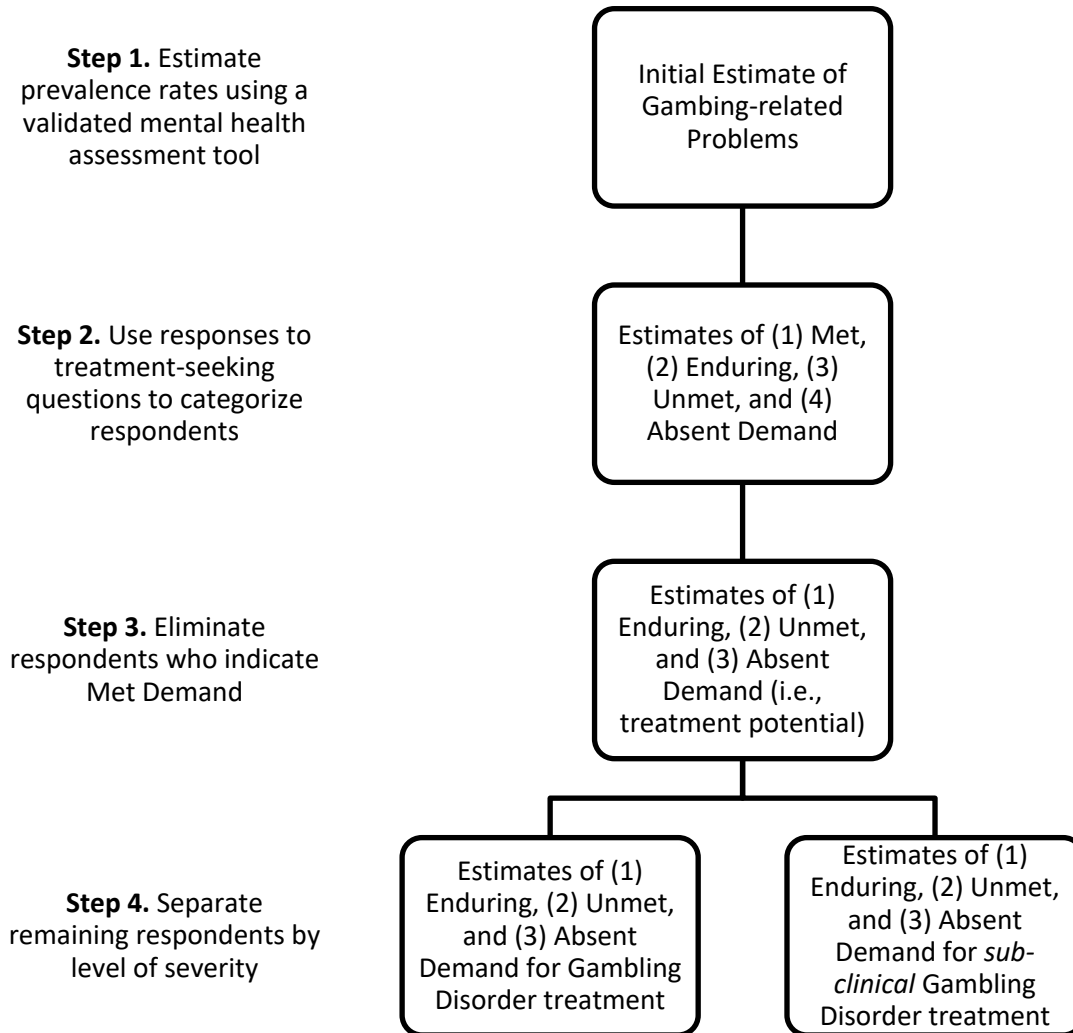 Step 1. Estimate
prevalence rates using a
validated mental health
assessment tool
Initial Estimate of
Gambing-related
Problems
Step 2. Use responses to
treatment-seeking
questions to categorize
respondents
Estimates of (1) Met,
(2) Enduring, (3)
Unmet, and (4)
Absent Demand
Step 3. Eliminate
respondents who indicate
Met Demand
Estimates of (1)
Enduring, (2) Unmet,
and (3) Absent
Demand (i.e.,
treatment potential)
Step 4. Separate
remaining respondents by
level of severity
Estimates of (1)
Enduring, (2) Unmet,
and (3) Absent
Demand for Gambling
Disorder treatment
Estimates of (1)
Enduring, (2) Unmet,
and (3) Absent
Demand for sub-
clinical Gambling
Disorder treatment